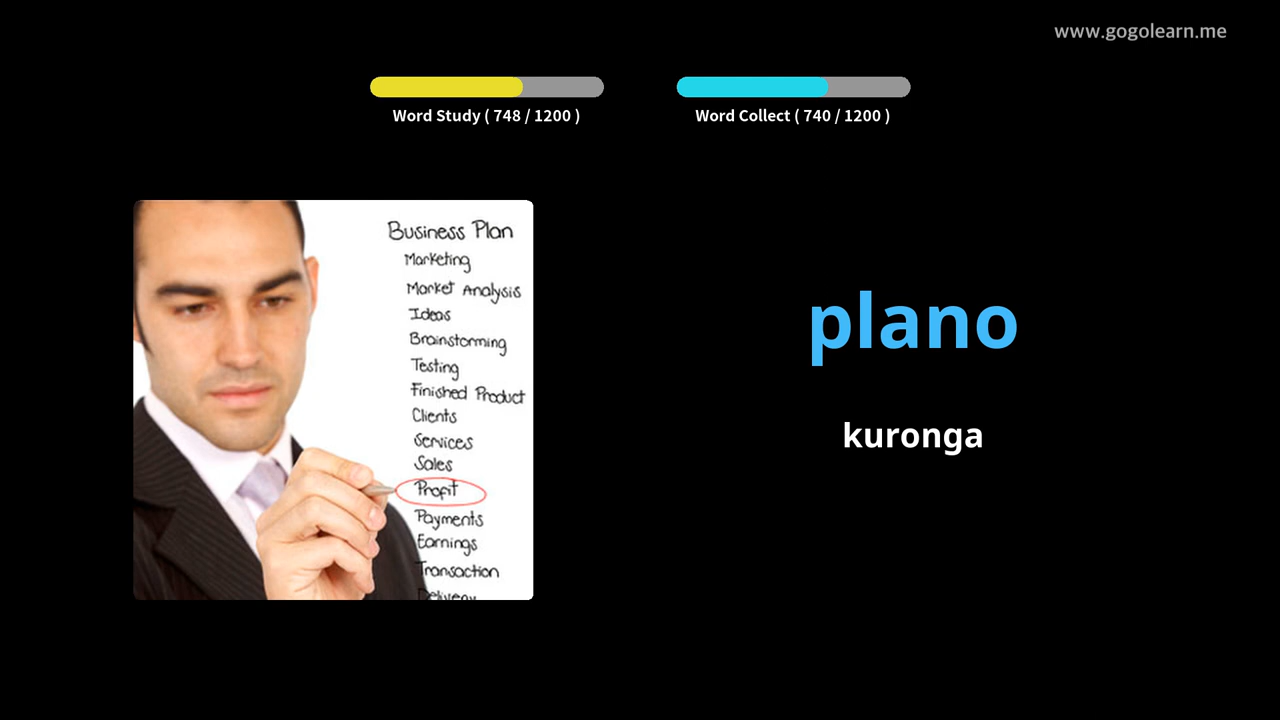 www.gogolearn.me
Word Study ( 748 / 1200 )
Word Collect ( 740 / 1200 )
Business Plan
Marketing
Market Analysis
Ideas
Brainstorming
Testing
Finished Product
Clients
Services
Sales
Profit
Payments
Earnings
Transaction
Delivery
plano
kuronga